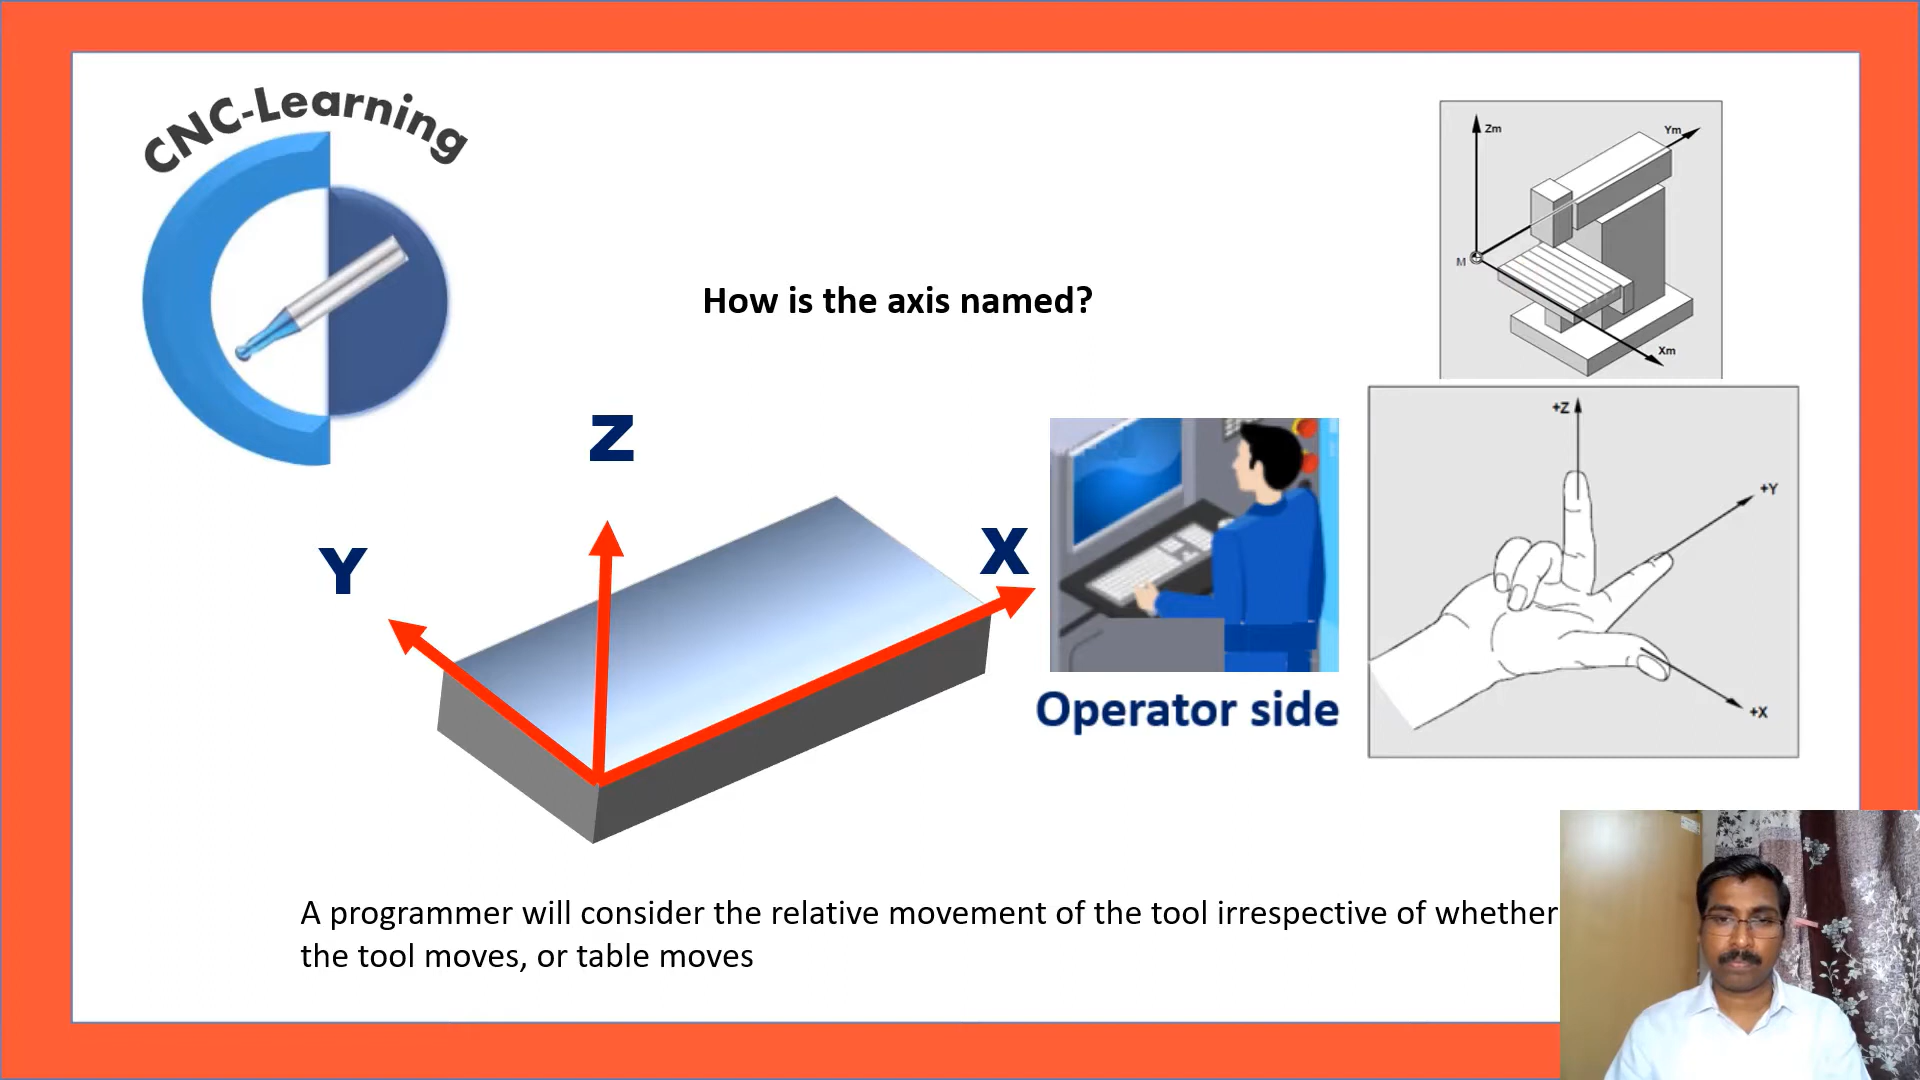 CNC-Learning
Zm
Ym
M
Xm
How is the axis named?
Z
Y
X
Operator side
+Z
+Y
+X
A programmer will consider the relative movement of the tool irrespective of whether
the tool moves, or table moves